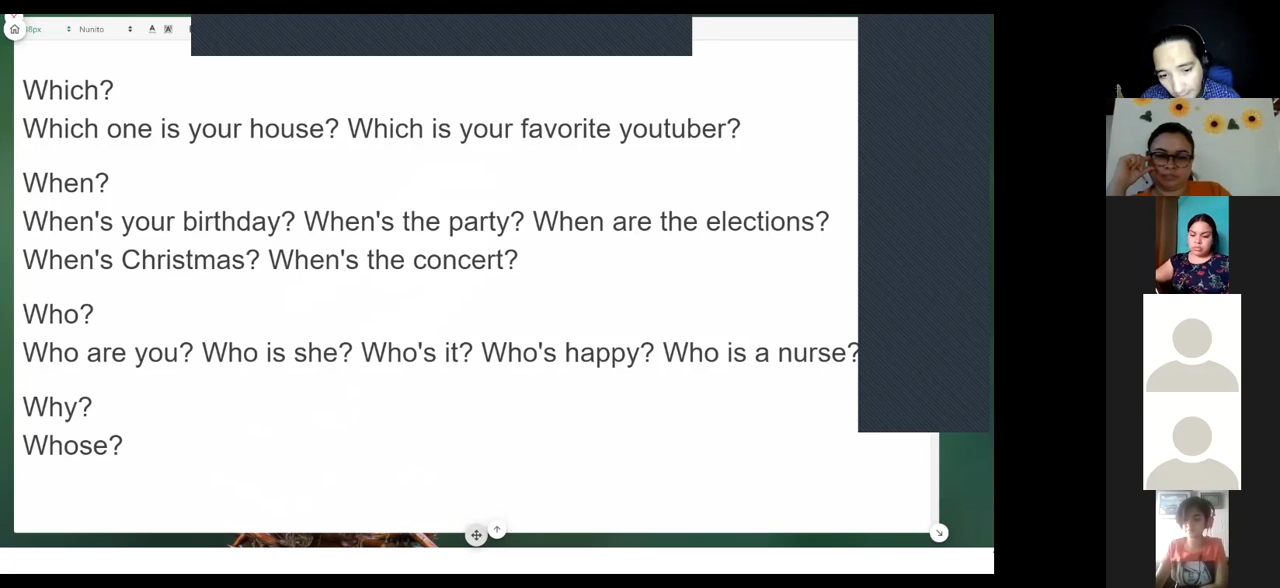 8px Nunito A A
Which?
Which one is your house? Which is your favorite youtuber?
When?
When's your birthday? When's the party? When are the elections?
When's Christmas? When's the concert?
Who?
Who are you? Who is she? Who's it? Who's happy? Who is a nurse?
Why?
Whose?